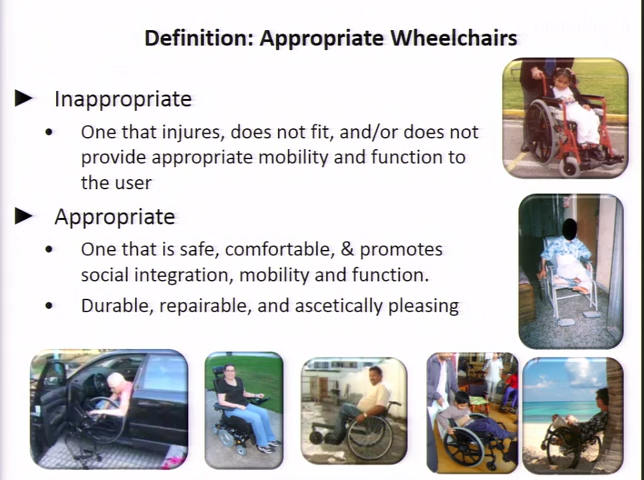 Definition: Appropriate Wheelchairs
► Inappropriate
• One that injures, does not fit, and/or does not
provide appropriate mobility and function to
the user
► Appropriate
• One that is safe, comfortable, & promotes
social integration, mobility and function.
• Durable, repairable, and ascetically pleasing